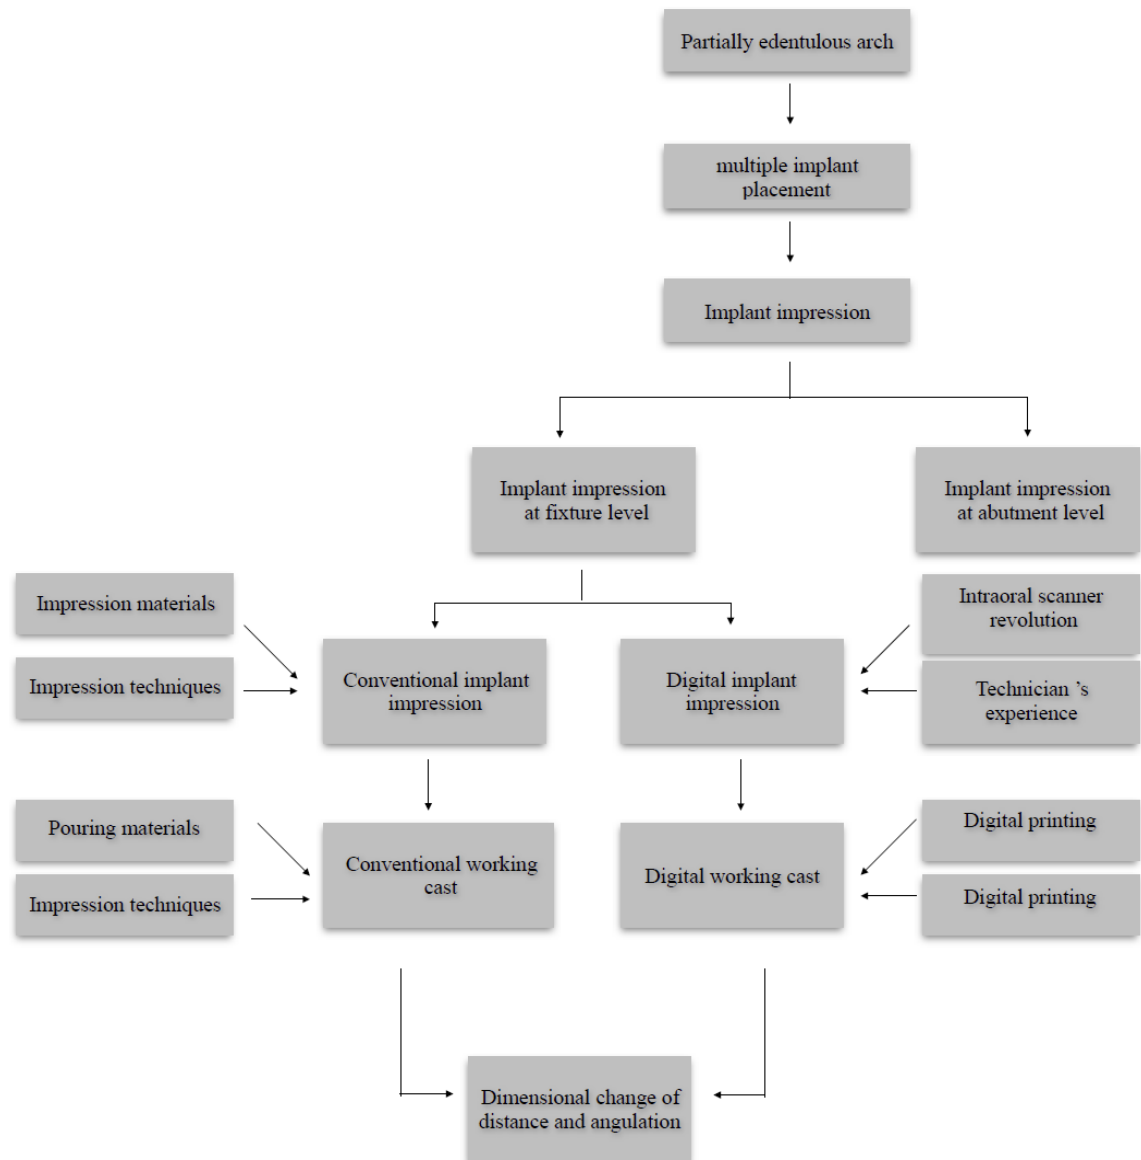 Partially edentulous arch
multiple implant
placement
Implant impression
Implant impression
at fixture level
Implant impression
at abutment level
Impression materials
Impression techniques
Conventional implant
impression
Digital implant
impression
Intraoral scanner
revolution
Technician ’s
experience
Pouring materials
Impression techniques
Conventional working
cast
Digital working cast
Digital printing
Digital printing
Dimensional change of
distance and angulation